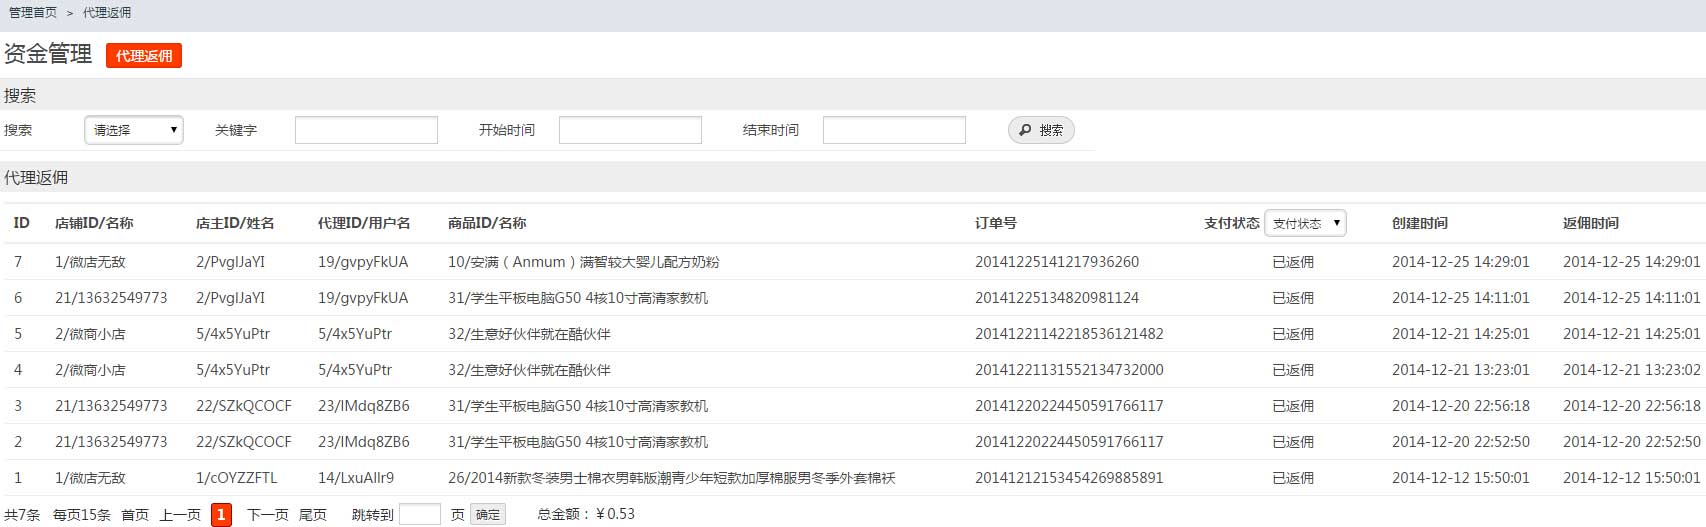 管理首页 > 代理返佣
资金管理 代理返佣
搜索
搜索 请选择 关键字 开始时间 结束时间 搜索
代理返佣
ID 店铺ID/名称 店主ID/姓名 代理ID/用户名 商品ID/名称 订单号 支付状态 支付状态 创建时间 返佣时间
7 1/微店无敌 2/PvglJaYI 19/gvpyFkUA 10/安满（Anmum）满智较大婴儿配方奶粉 20141225141217936260 已返佣 2014-12-25 14:29:01 2014-12-25 14:29:01
6 21/13632549773 2/PvglJaYI 19/gvpyFkUA 31/学生平板电脑G50 4核10寸高清家教机 20141225134820981124 已返佣 2014-12-25 14:11:01 2014-12-25 14:11:01
5 2/微商小店 5/4x5YuPtr 5/4x5YuPtr 32/生意好伙伴就在酷伙伴 20141221142218536121482 已返佣 2014-12-21 14:25:01 2014-12-21 14:25:01
4 2/微商小店 5/4x5YuPtr 5/4x5YuPtr 32/生意好伙伴就在酷伙伴 20141221131552134732000 已返佣 2014-12-21 13:23:01 2014-12-21 13:23:02
3 21/13632549773 22/SZkQCOCF 23/IMdq8ZB6 31/学生平板电脑G50 4核10寸高清家教机 20141220224450591766117 已返佣 2014-12-20 22:56:18 2014-12-20 22:56:18
2 21/13632549773 22/SZkQCOCF 23/IMdq8ZB6 31/学生平板电脑G50 4核10寸高清家教机 20141220224450591766117 已返佣 2014-12-20 22:52:50 2014-12-20 22:52:50
1 1/微店无敌 1/cOYZZFTL 14/LxuAIlr9 26/2014新款冬装男士棉衣男韩版潮青少年短款加厚棉服男冬季外套棉袄 20141212153454269885891 已返佣 2014-12-12 15:50:01 2014-12-12 15:50:01
共7条 每页15条 首页 上一页 1 下一页 尾页 跳转到 页 确定 总金额：￥0.53